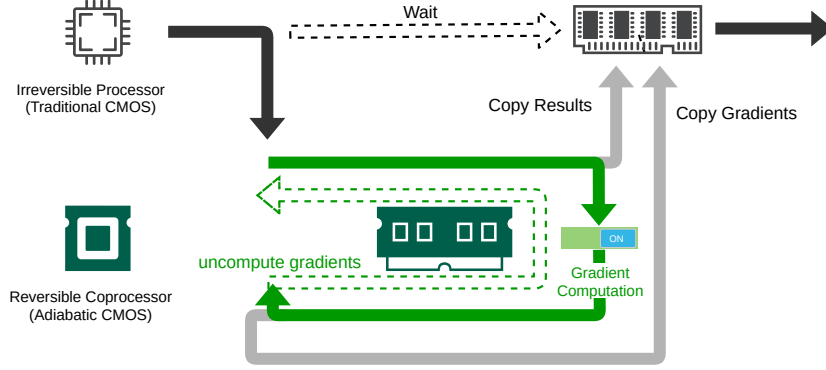 Wait
Irreversible Processor
(Traditional CMOS)
Copy Results
Copy Gradients
ON
uncompute gradients
Gradient
Computation
Reversible Coprocessor
(Adiabatic CMOS)